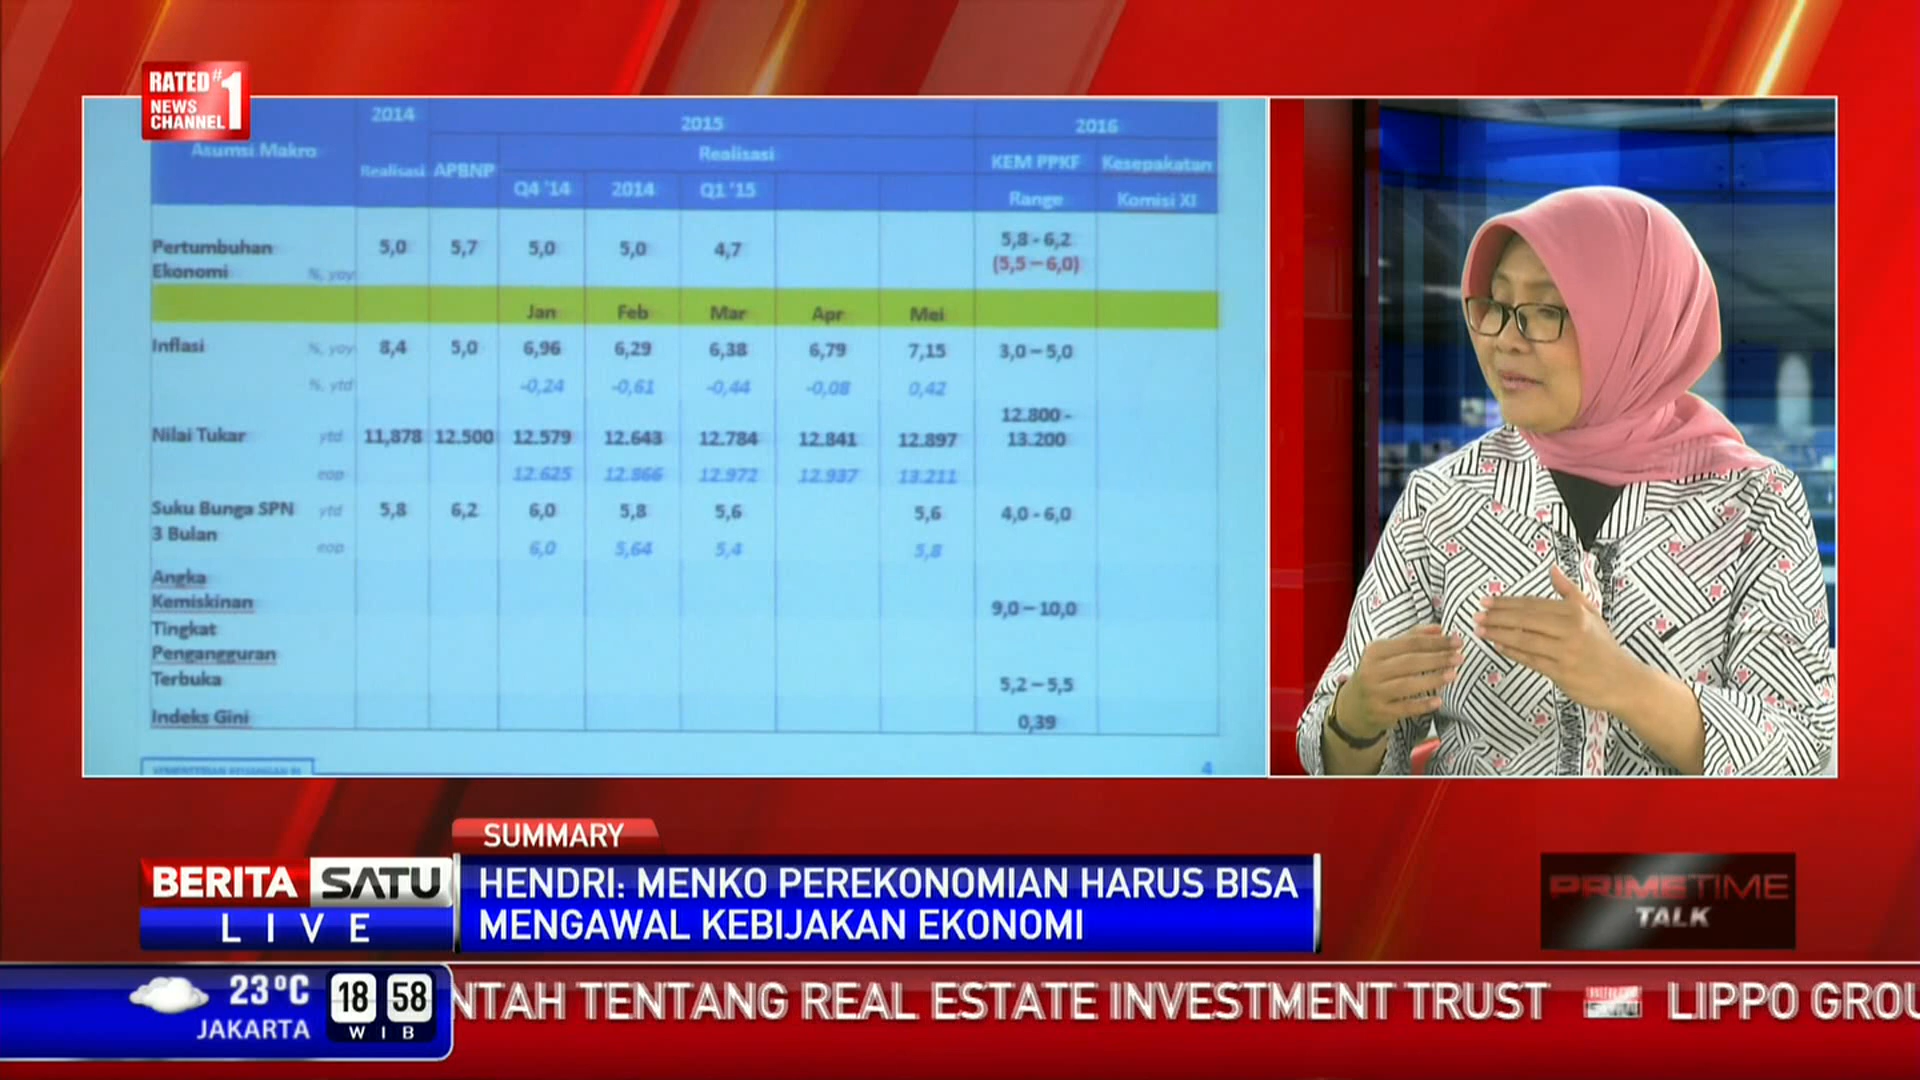 RATED #1
NEWS
CHANNEL
Asumsi Makro
2014
2015
2016
Realisasi
APBNP
Realisasi
KEM PPKF
Kesepakatan
Q4 '14
2014
Q1 '15
Range
Komisi XI
Pertumbuhan
Ekonomi
%, yoy
5,0 5,7 5,0 5,0 4,7 5,8 - 6,2
(5,5 – 6,0)
Jan Feb Mar Apr Mei
Inflasi %, yoy 8,4 5,0 6,96 6,29 6,38 6,79 7,15 3,0 – 5,0
%, ytd -0,24 -0,61 -0,44 -0,08 0,42
Nilai Tukar ytd 11,878 12.500 12.579 12.643 12.784 12.841 12.897 12.800 -
13.200
eop 12.625 12.866 12.972 12.937 13.211
Suku Bunga SPN
3 Bulan
ytd 5,8 6,2 6,0 5,8 5,6 5,6 4,0 - 6,0
eop 6,0 5,64 5,4 5,8
Angka
Kemiskinan 9,0 – 10,0
Tingkat
Pengangguran
Terbuka 5,2 – 5,5
Indeks Gini 0,39
KEMENTERIAN KEUANGAN RI
4
SUMMARY
BERITA SATU
LIVE
HENDRI: MENKO PEREKONOMIAN HARUS BISA
MENGAWAL KEBIJAKAN EKONOMI
PRIMETIME
TALK
23°C
JAKARTA
18 58
WIB
NTAH TENTANG REAL ESTATE INVESTMENT TRUST
LIPPO GROU